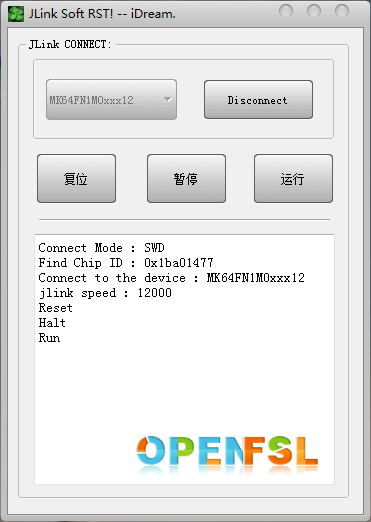 JLink Soft RST! -- iDream.
JLink CONNECT:
MK64FN1M0xxx12
Disconnect
复位
暂停
运行
Connect Mode : SWD
Find Chip ID : 0x1ba01477
Connect to the device : MK64FN1M0xxx12
jlink speed : 12000
Reset
Halt
Run
OPENFSL